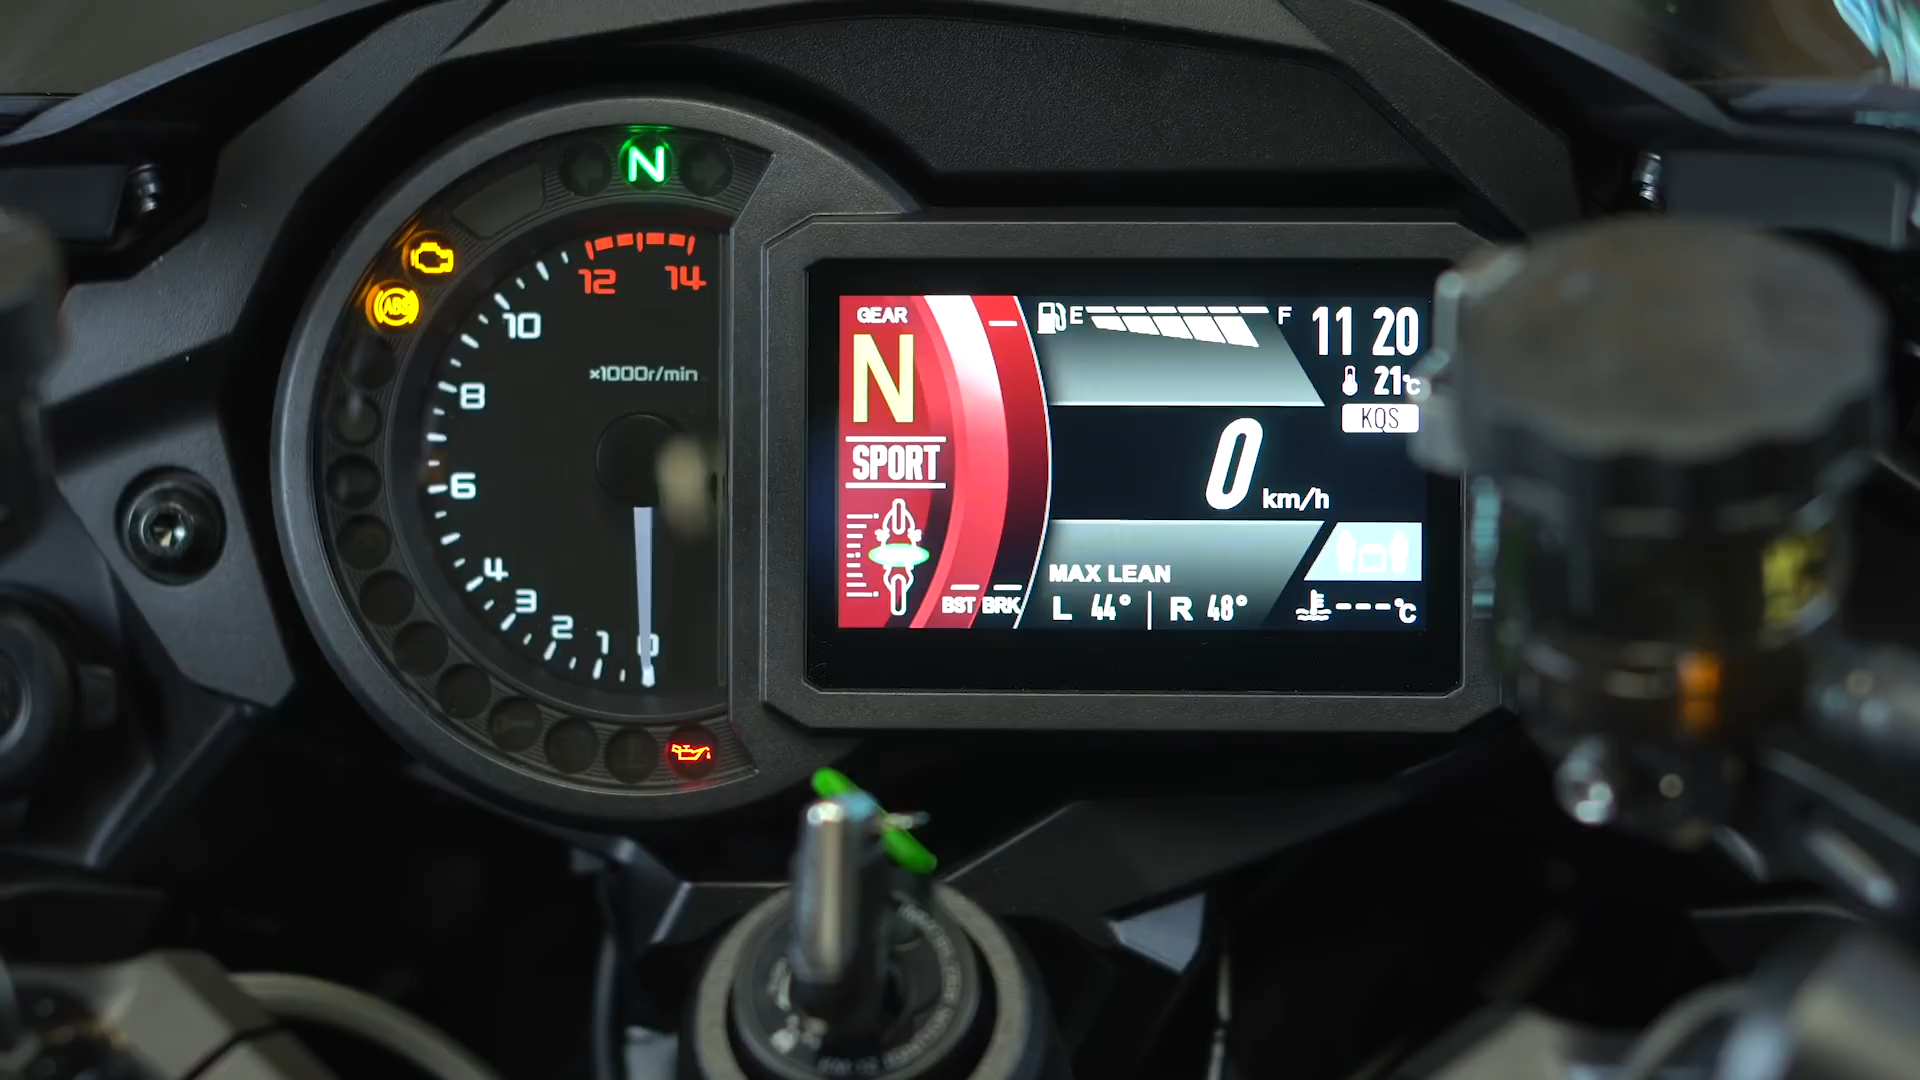 N
ABS
12 14
10
×1000r/min
8
6
4
3
2
1
0
GEAR
N
SPORT
BST BRK
E F
11 20
21°C
KQS
0 km/h
MAX LEAN
L 44° | R 48°
---°C